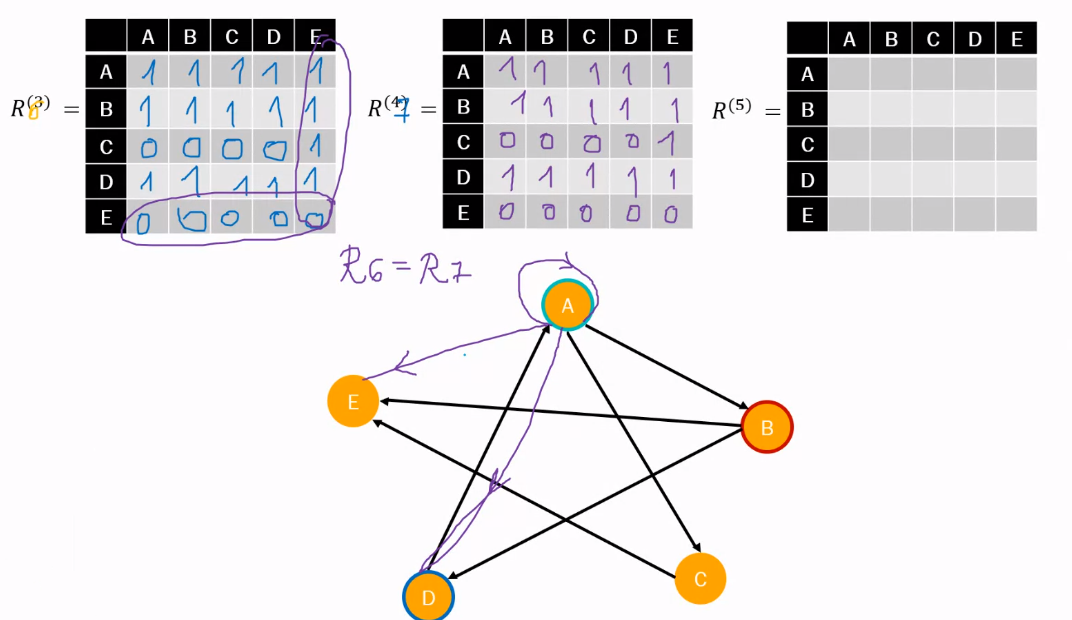 A B C D E
A 1 1 1 1 1
R(3) 6 = B 1 1 1 1 1
C 0 0 0 0 1
D 1 1 1 1 1
E 0 0 0 0 0
A B C D E
A 1 1 1 1 1
R(4) 7 = B 1 1 1 1 1
C 0 0 0 0 1
D 1 1 1 1 1
E 0 0 0 0 0
A B C D E
A
R(5) = B
C
D
E
R6 = R7
A
E
B
C
D